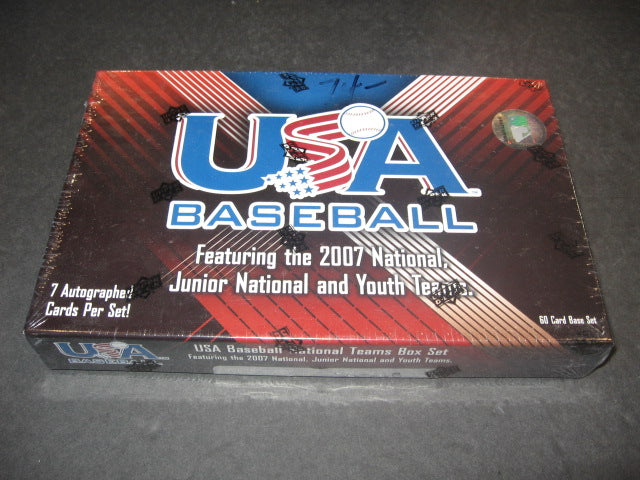 USA
BASEBALL
Featuring the 2007 National,
Junior National and Youth Teams.
7 Autographed
Cards Per Set!
60 Card Base Set
USA
BASEBALL
USA Baseball National Teams Box Set
Featuring the 2007 National, Junior National and Youth Teams.